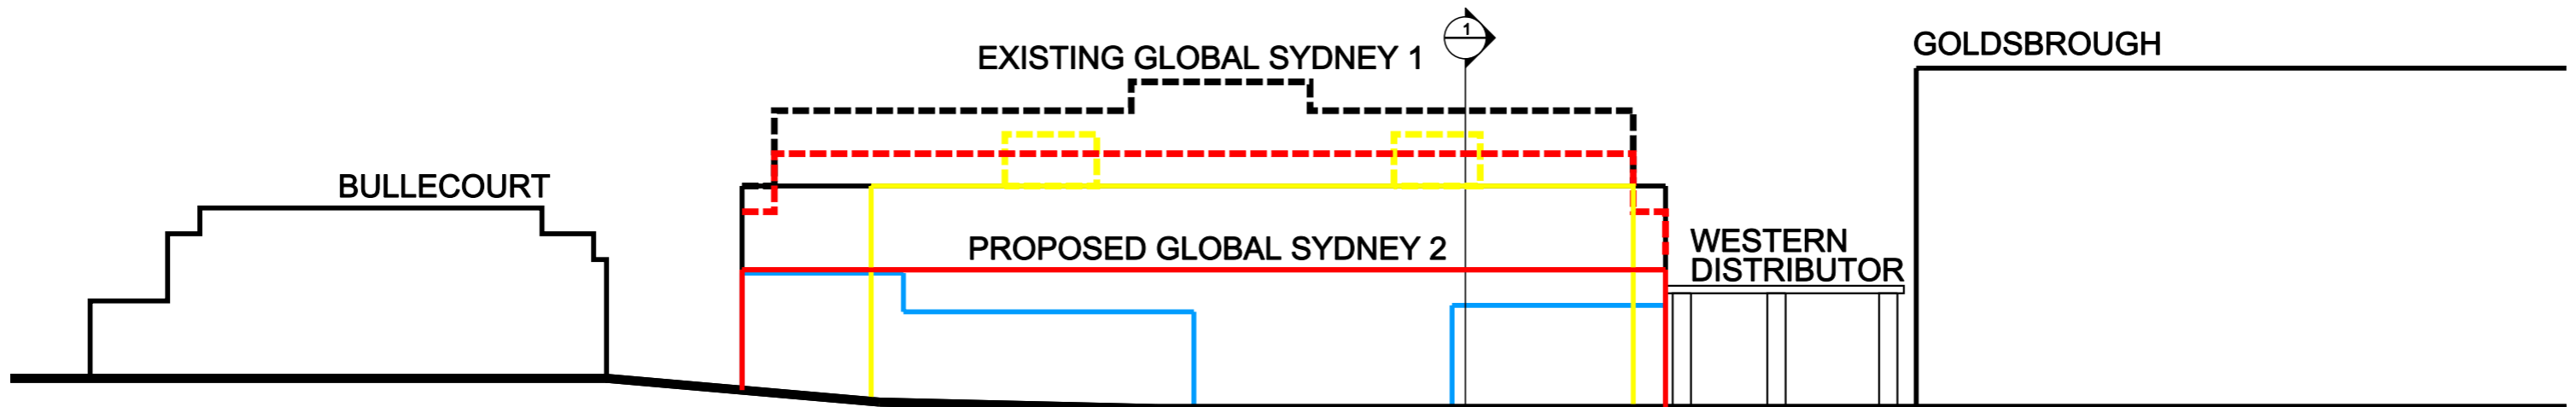 1
GOLDSBROUGH
EXISTING GLOBAL SYDNEY 1
BULLECOURT
PROPOSED GLOBAL SYDNEY 2
WESTERN
DISTRIBUTOR